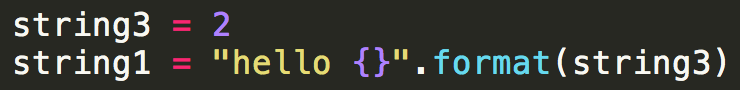 string3 = 2
string1 = "hello {}".format(string3)